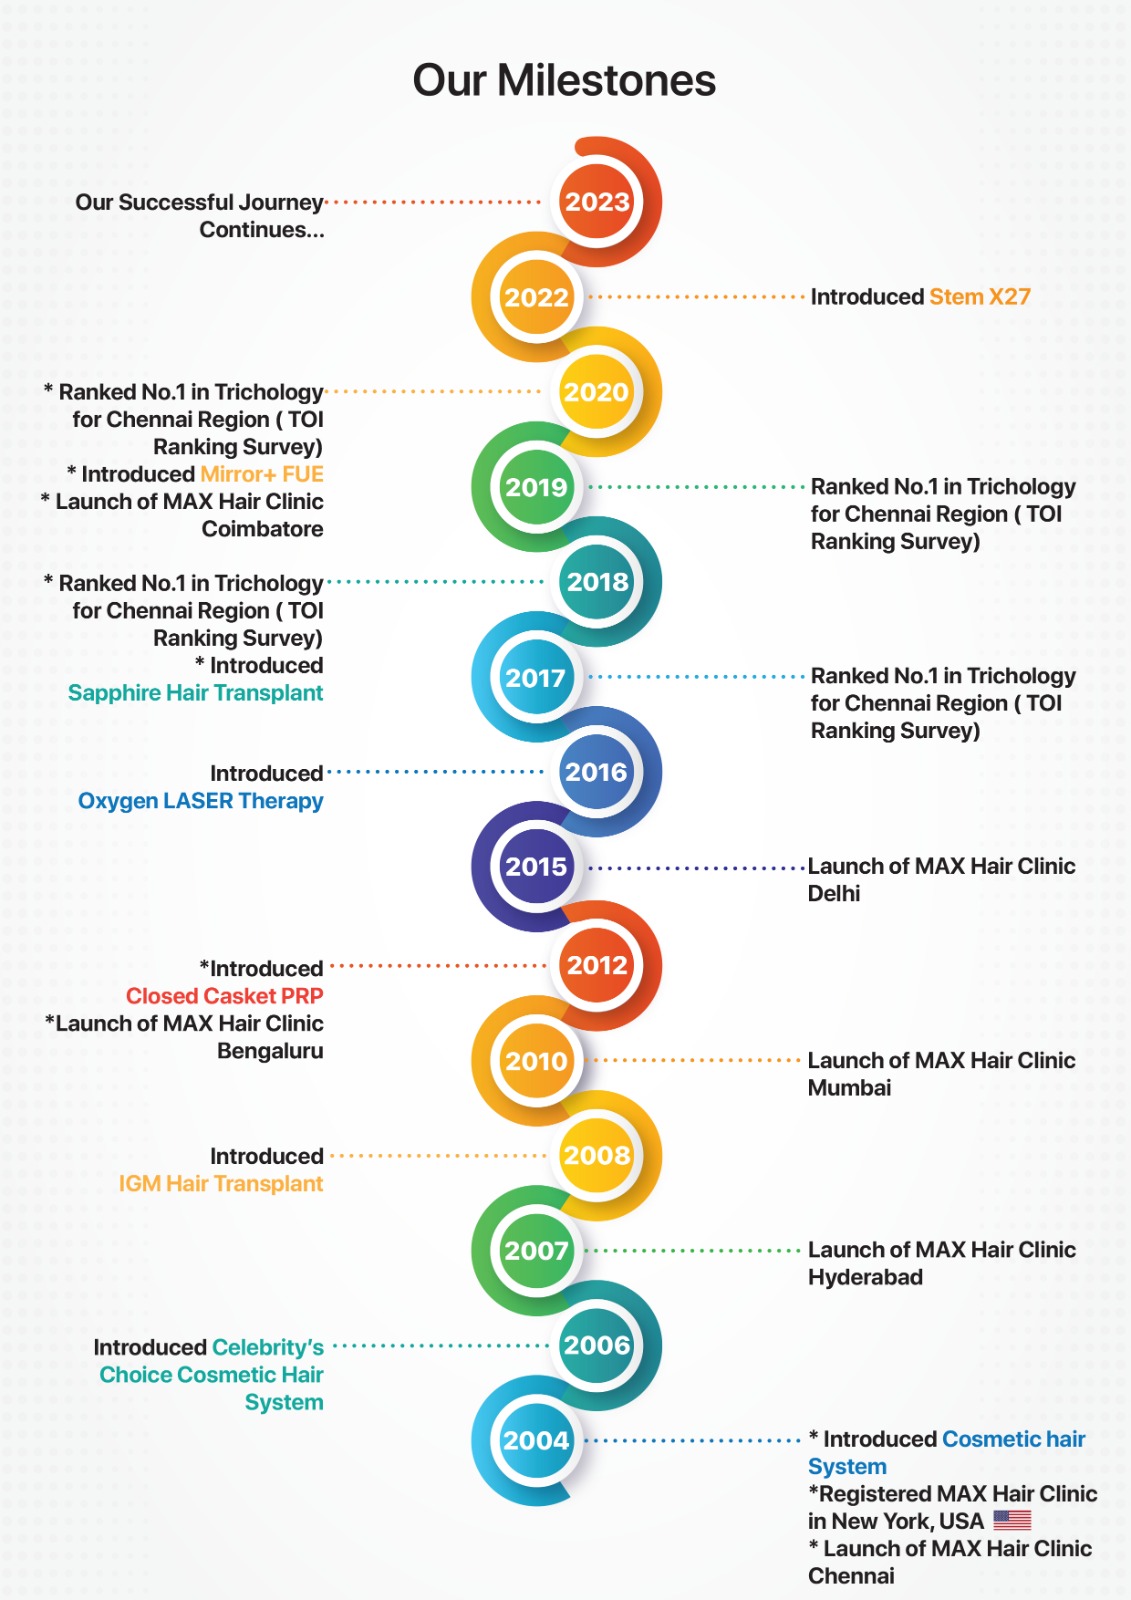 Our Milestones
2023
Our Successful Journey
Continues...
2022
Introduced Stem X27
2020
* Ranked No.1 in Trichology
for Chennai Region ( TOI
Ranking Survey)
* Introduced Mirror+ FUE
* Launch of MAX Hair Clinic
Coimbatore
2019
Ranked No.1 in Trichology
for Chennai Region ( TOI
Ranking Survey)
2018
* Ranked No.1 in Trichology
for Chennai Region ( TOI
Ranking Survey)
* Introduced
Sapphire Hair Transplant
2017
Ranked No.1 in Trichology
for Chennai Region ( TOI
Ranking Survey)
2016
Introduced
Oxygen LASER Therapy
2015
Launch of MAX Hair Clinic
Delhi
2012
*Introduced
Closed Casket PRP
*Launch of MAX Hair Clinic
Bengaluru
2010
Launch of MAX Hair Clinic
Mumbai
2008
Introduced
IGM Hair Transplant
2007
Launch of MAX Hair Clinic
Hyderabad
2006
Introduced Celebrity's
Choice Cosmetic Hair
System
2004
* Introduced Cosmetic hair
System
*Registered MAX Hair Clinic
in New York, USA
* Launch of MAX Hair Clinic
Chennai